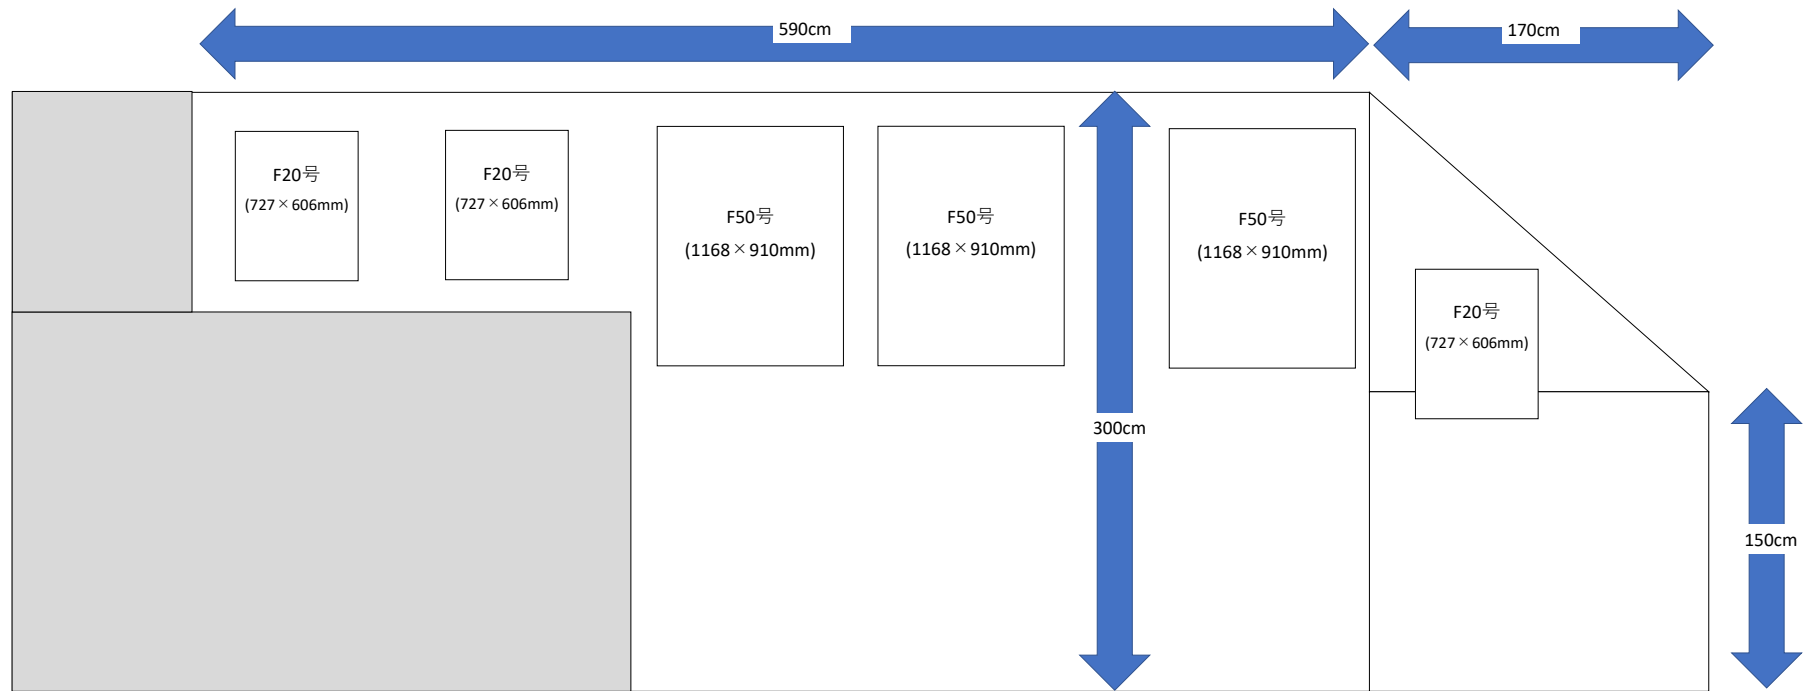 590cm
170cm
F20号
(727×606mm)
F20号
(727×606mm)
F50号
(1168×910mm)
F50号
(1168×910mm)
F50号
(1168×910mm)
F20号
(727×606mm)
300cm
150cm